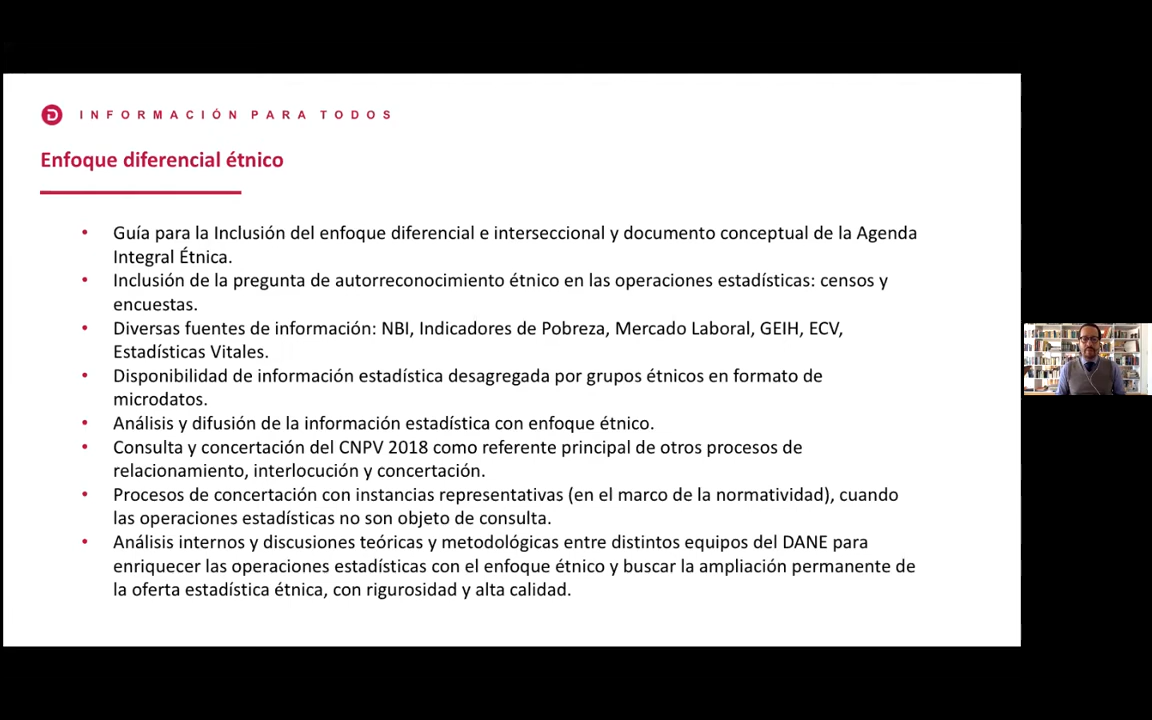 INFORMACIÓN PARA TODOS
Enfoque diferencial étnico
• Guía para la Inclusión del enfoque diferencial e interseccional y documento conceptual de la Agenda
Integral Étnica.
• Inclusión de la pregunta de autorreconocimiento étnico en las operaciones estadísticas: censos y
encuestas.
• Diversas fuentes de información: NBI, Indicadores de Pobreza, Mercado Laboral, GEIH, ECV,
Estadísticas Vitales.
• Disponibilidad de información estadística desagregada por grupos étnicos en formato de
microdatos.
• Análisis y difusión de la información estadística con enfoque étnico.
• Consulta y concertación del CNPV 2018 como referente principal de otros procesos de
relacionamiento, interlocución y concertación.
• Procesos de concertación con instancias representativas (en el marco de la normatividad), cuando
las operaciones estadísticas no son objeto de consulta.
• Análisis internos y discusiones teóricas y metodológicas entre distintos equipos del DANE para
enriquecer las operaciones estadísticas con el enfoque étnico y buscar la ampliación permanente de
la oferta estadística étnica, con rigurosidad y alta calidad.